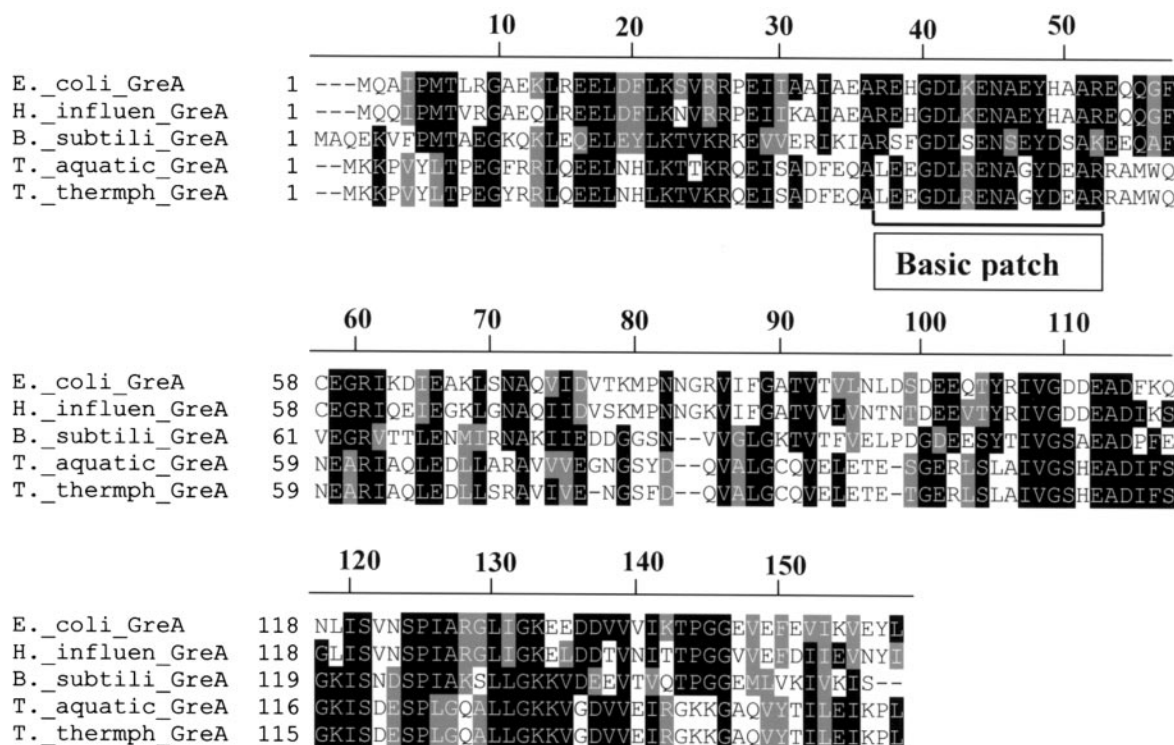 10 20 30 40 50
E._coli_GreA 1 ---MQAIPMTLRGAEKLREELDFLKSVRRPEIIAAIAEAREHGDLKENAEYHAAREQQGF
H._influen_GreA 1 ---MQQIPMTVRGAEQLREELDFLKNVRRPEIIKAIAEAREHGDLKENAEYHAAREQQGF
B._subtili_GreA 1 MAQEKVFPMTAEGKQKLEQELEYLKTVKRKEVVERIKIARSFGDLSENSEYDSAKEEQAF
T._aquatic_GreA 1 --MKKPVYLTPEGFRRLQEELNHLKTTKRQEISADFEQALEEGDLRENAGYDEARRAMWQ
T._thermph_GreA 1 --MKKPVYLTPEGYRRLQEELNHLKTVKRQEISADFEQALEEGDLRENAGYDEARRAMWQ
Basic patch
60 70 80 90 100 110
E._coli_GreA 58 CEGRIKDIEAKLSNAQVIDVTKMPNNGRVIFGATVTVLNLDSDEEQTYRIVGDDEADFKQ
H._influen_GreA 58 CEGRIQEIEGKLGNAQIIDVSKMPNNGKVIFGATVVLVNTNTDEEVTYRIVGDDEADIKS
B._subtili_GreA 61 VEGRVTTLENMIRNAKIIEDDGGSN--VVGLGKTVTFVELPDGDEESYTIVGSAEADPFE
T._aquatic_GreA 59 NEARIAQLEDLLARAVVVEGNGSYD--QVALGCQVELETE-SGERLSLAIVGSHEADIFS
T._thermph_GreA 59 NEARIAQLEDLLSRAVIVE-NGSFD--QVALGCQVELETE-TGERLSLAIVGSHEADIFS
120 130 140 150
E._coli_GreA 118 NLISVNSPIARGLIGKEEDDVVVIKTPGGEVEFEVIKVEYL
H._influen_GreA 118 GLISVNSPIARGLIGKELDDTVNITTPGGVVEFDIIEVNYI
B._subtili_GreA 119 GKISNDSPIAKSLLGKKVDEEVTVQTPGGEMLVKIVKIS--
T._aquatic_GreA 116 GKISDESPLGQALLGKKVGDVVEIRGKKGAQVYTILEIKPL
T._thermph_GreA 115 GKISDESPLGQALLGKKVGDVVEIRGKKGAQVYTILEIKPL